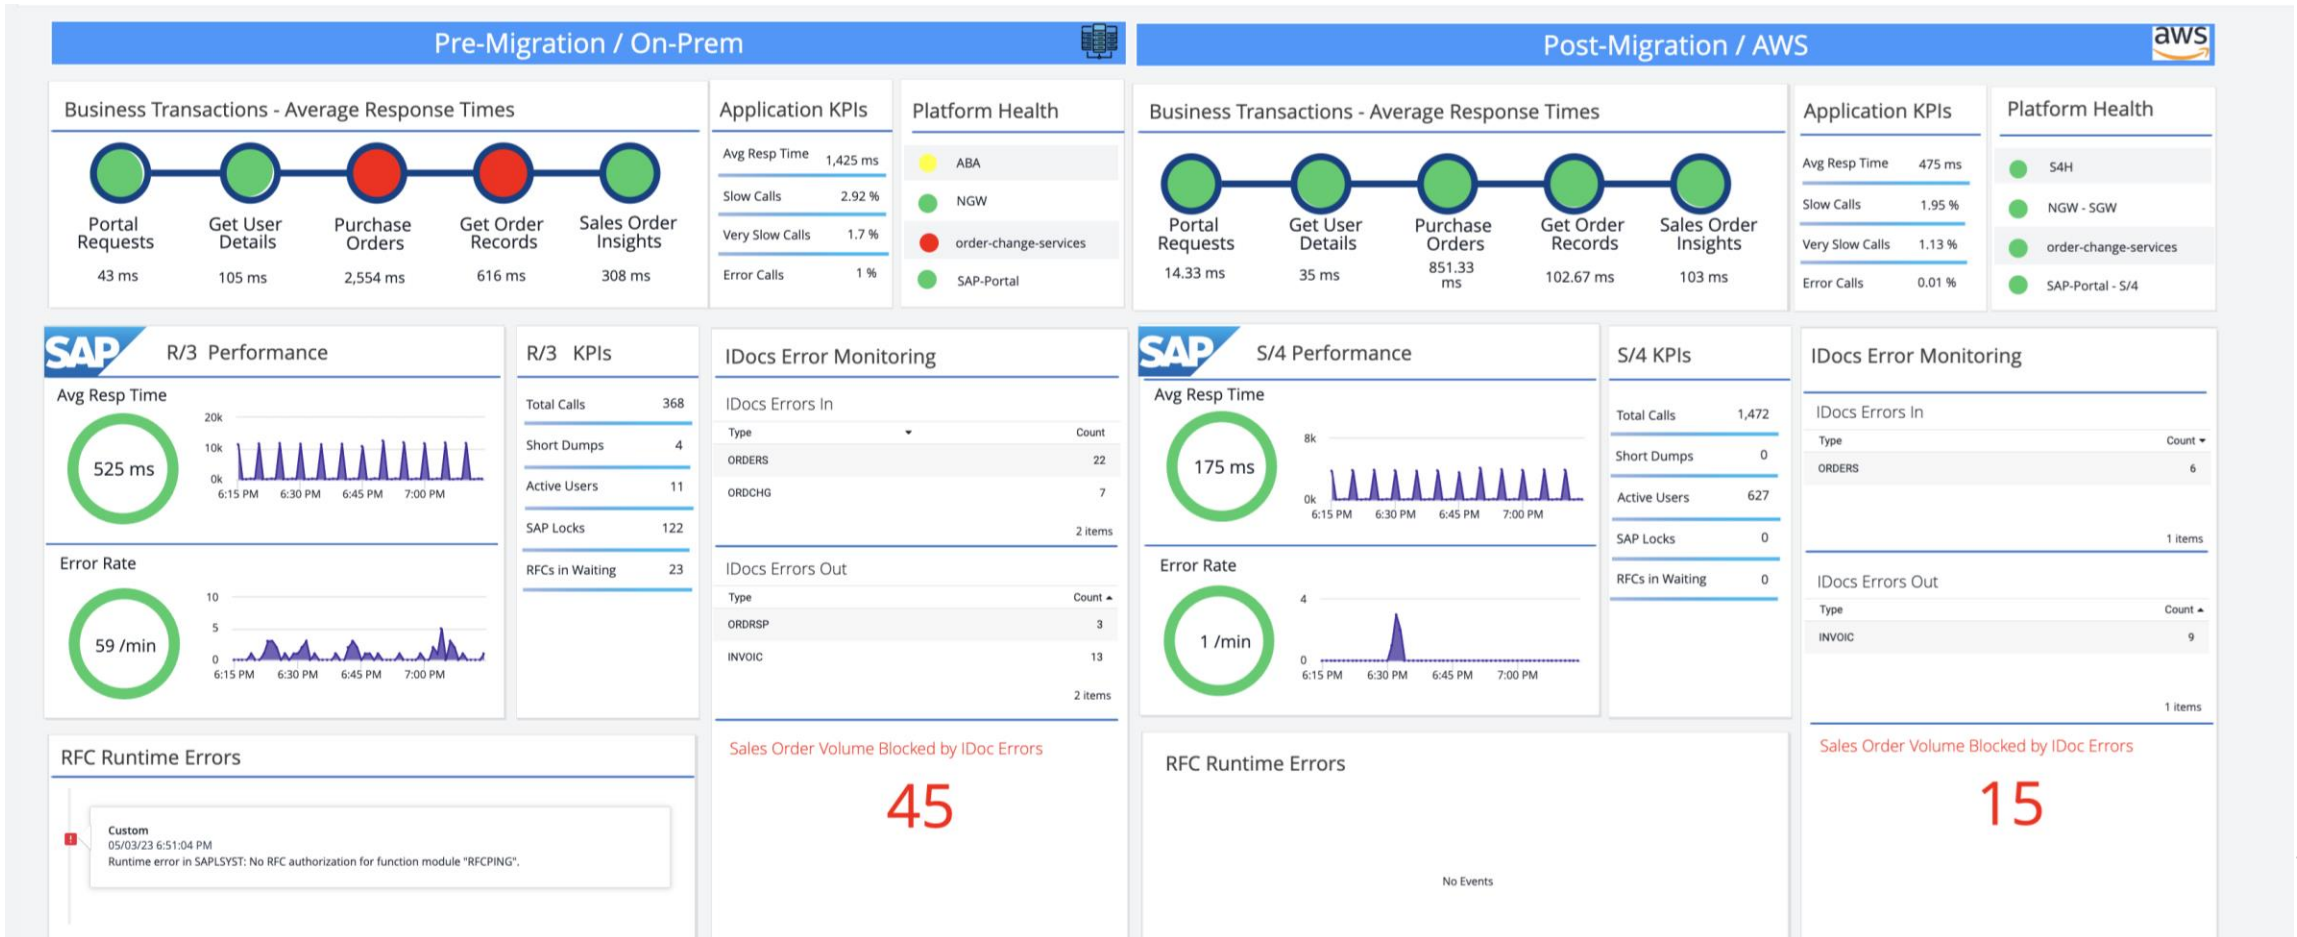 Pre-Migration / On-Prem
Business Transactions - Average Response Times
Portal
Requests
43 ms
Get User
Details
105 ms
Purchase
Orders
2,554 ms
Get Order
Records
616 ms
Sales Order
Insights
308 ms
Application KPIs
Avg Resp Time 1,425 ms
Slow Calls 2.92 %
Very Slow Calls 1.7 %
Error Calls 1 %
Platform Health
ABA
NGW
order-change-services
SAP-Portal
SAP R/3 Performance
Avg Resp Time
525 ms
20k
10k
0k
6:15 PM 6:30 PM 6:45 PM 7:00 PM
Error Rate
59 /min
10
5
0
6:15 PM 6:30 PM 6:45 PM 7:00 PM
R/3 KPIs
Total Calls 368
Short Dumps 4
Active Users 11
SAP Locks 122
RFCs in Waiting 23
IDocs Error Monitoring
IDocs Errors In
Type Count
ORDERS 22
ORDCHG 7
2 items
IDocs Errors Out
Type Count
ORDRSP 3
INVOIC 13
2 items
Sales Order Volume Blocked by IDoc Errors
45
RFC Runtime Errors
Custom
05/03/23 6:51:04 PM
Runtime error in SAPLSYST: No RFC authorization for function module "RFCPING".
Post-Migration / AWS
aws
Business Transactions - Average Response Times
Portal
Requests
14.33 ms
Get User
Details
35 ms
Purchase
Orders
851.33
ms
Get Order
Records
102.67 ms
Sales Order
Insights
103 ms
Application KPIs
Avg Resp Time 475 ms
Slow Calls 1.95 %
Very Slow Calls 1.13 %
Error Calls 0.01 %
Platform Health
S4H
NGW - SGW
order-change-services
SAP-Portal - S/4
SAP S/4 Performance
Avg Resp Time
175 ms
8k
0k
6:15 PM 6:30 PM 6:45 PM 7:00 PM
Error Rate
1 /min
4
0
6:15 PM 6:30 PM 6:45 PM 7:00 PM
S/4 KPIs
Total Calls 1,472
Short Dumps 0
Active Users 627
SAP Locks 0
RFCs in Waiting 0
IDocs Error Monitoring
IDocs Errors In
Type Count
ORDERS 6
1 items
IDocs Errors Out
Type Count
INVOIC 9
1 items
Sales Order Volume Blocked by IDoc Errors
15
RFC Runtime Errors
No Events